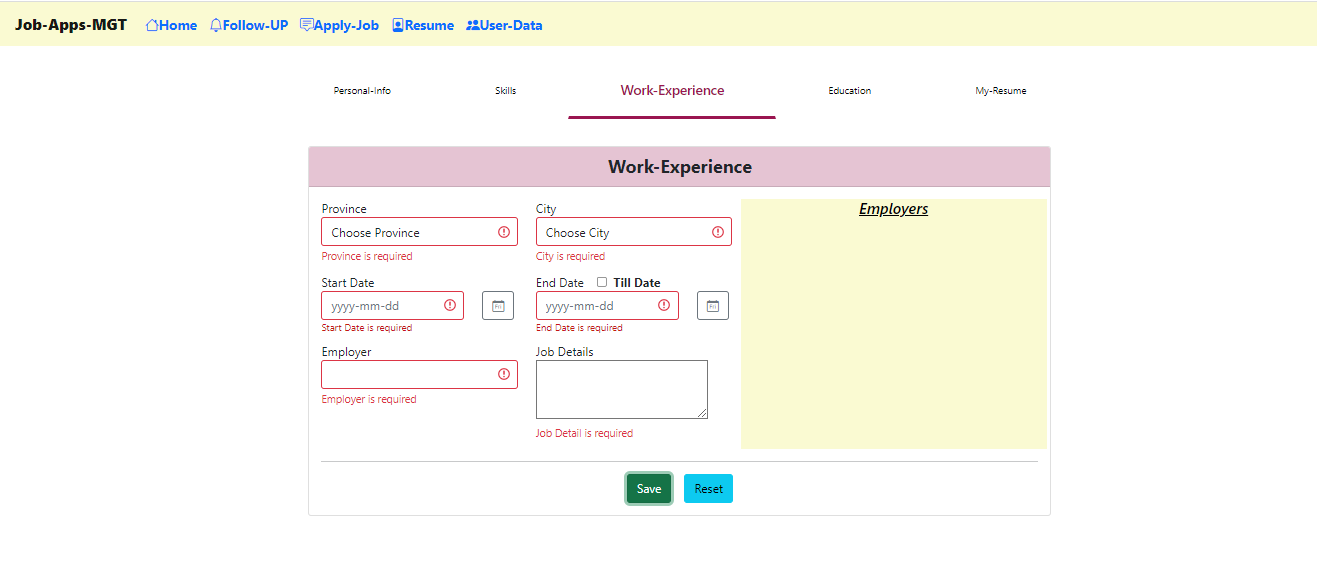 Job-Apps-MGT Home Follow-UP Apply-Job Resume User-Data
Personal-Info Skills Work-Experience Education My-Resume
Work-Experience
Province City
Choose Province Choose City
Province is required City is required
Start Date End Date Till Date
yyyy-mm-dd yyyy-mm-dd
Start Date is required End Date is required
Employer Job Details
Employer is required
Job Detail is required
Employers
Save Reset